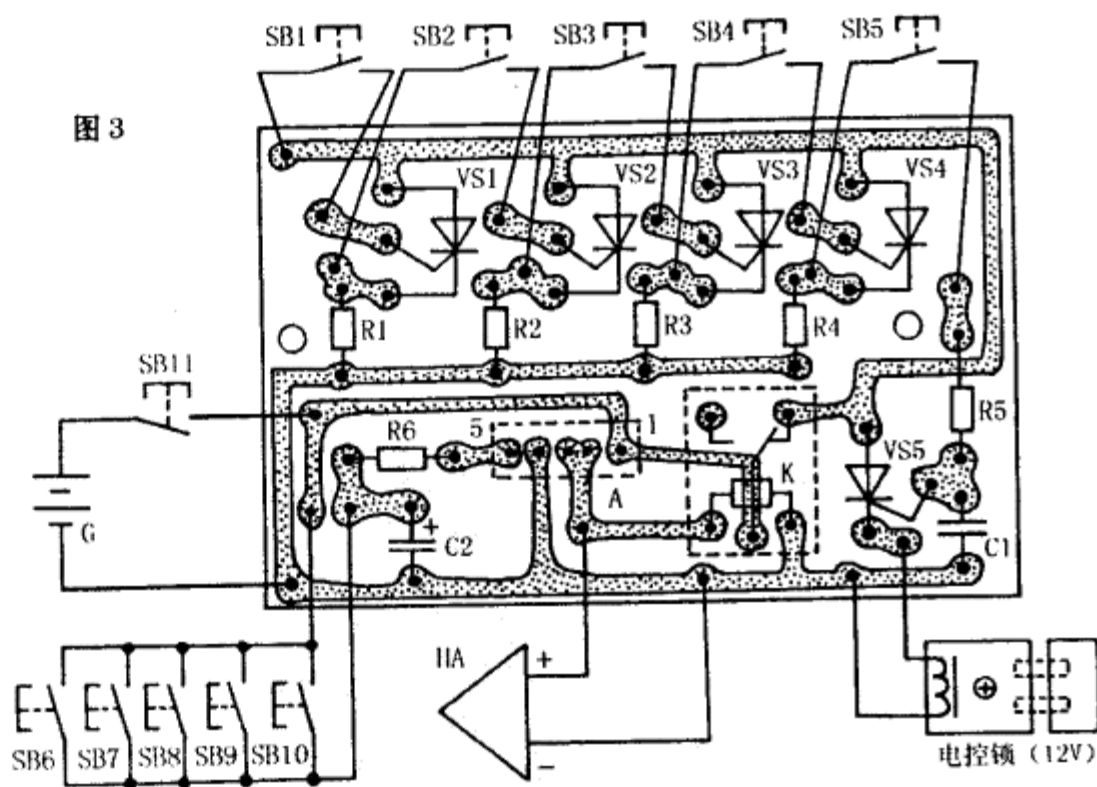 SB1 SB2 SB3 SB4 SB5
图 3
VS1 VS2 VS3 VS4
R1 R2 R3 R4
SB11
R5
R6 5 1
VS5
K
A
G
C2 + C1
HA +
SB6 SB7 SB8 SB9 SB10
−
电控锁（12V）